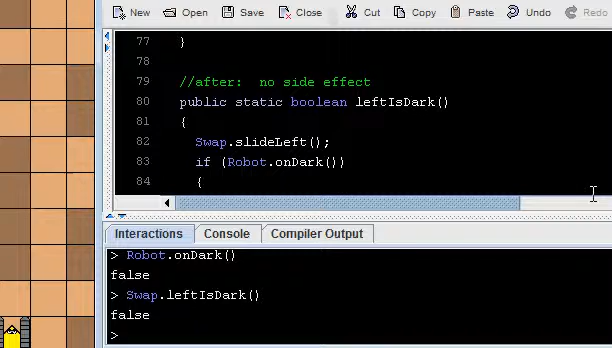 New Open Save Close Cut Copy Paste Undo Redo
77 }
78
79 //after: no side effect
80 public static boolean leftIsDark()
81 {
82 Swap.slideLeft();
83 if (Robot.onDark())
84 {
Interactions Console Compiler Output
> Robot.onDark()
false
> Swap.leftIsDark()
false
>